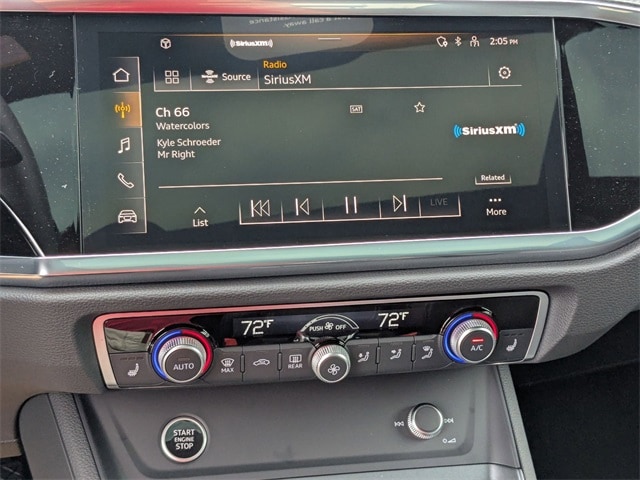 (((SiriusXM)))
2:05 PM
Radio
Source SiriusXM
Ch 66
SAT
Watercolors
(((SiriusXM)))
Kyle Schroeder
Mr Right
Related
LIVE
List
More
72°F 72°F
PUSH OFF
AUTO MAX REAR A/C
START
ENGINE
STOP